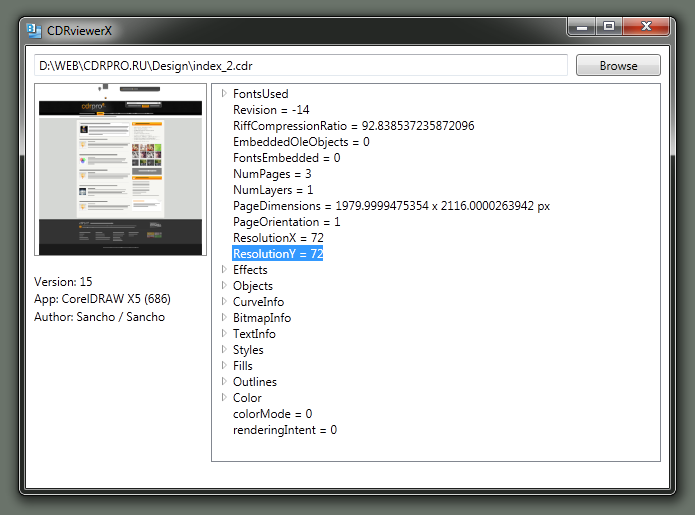 CDRviewerX
D:\WEB\CDRPRO.RU\Design\index_2.cdr
Browse
cdrpro
FontsUsed
Revision = -14
RiffCompressionRatio = 92.838537235872096
EmbeddedOleObjects = 0
FontsEmbedded = 0
NumPages = 3
NumLayers = 1
PageDimensions = 1979.9999475354 x 2116.0000263942 px
PageOrientation = 1
ResolutionX = 72
ResolutionY = 72
Effects
Objects
CurveInfo
BitmapInfo
TextInfo
Styles
Fills
Outlines
Color
colorMode = 0
renderingIntent = 0
Version: 15
App: CorelDRAW X5 (686)
Author: Sancho / Sancho